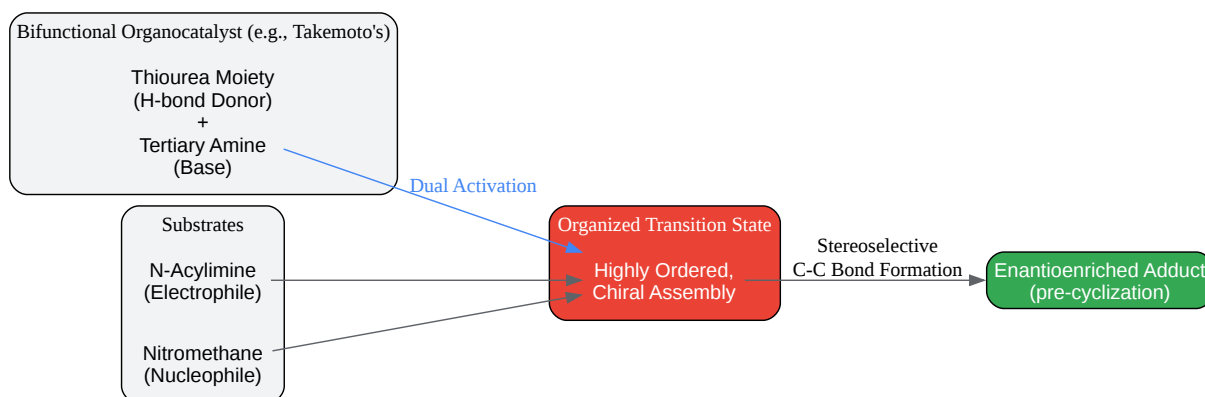 Bifunctional Organocatalyst (e.g., Takemoto's)
Thiourea Moiety
(H-bond Donor)
+
Tertiary Amine
(Base)
Dual Activation
Substrates
N-Acylimine
(Electrophile)
Nitromethane
(Nucleophile)
Organized Transition State
Highly Ordered,
Chiral Assembly
Stereoselective
C-C Bond Formation
Enantioenriched Adduct
(pre-cyclization)